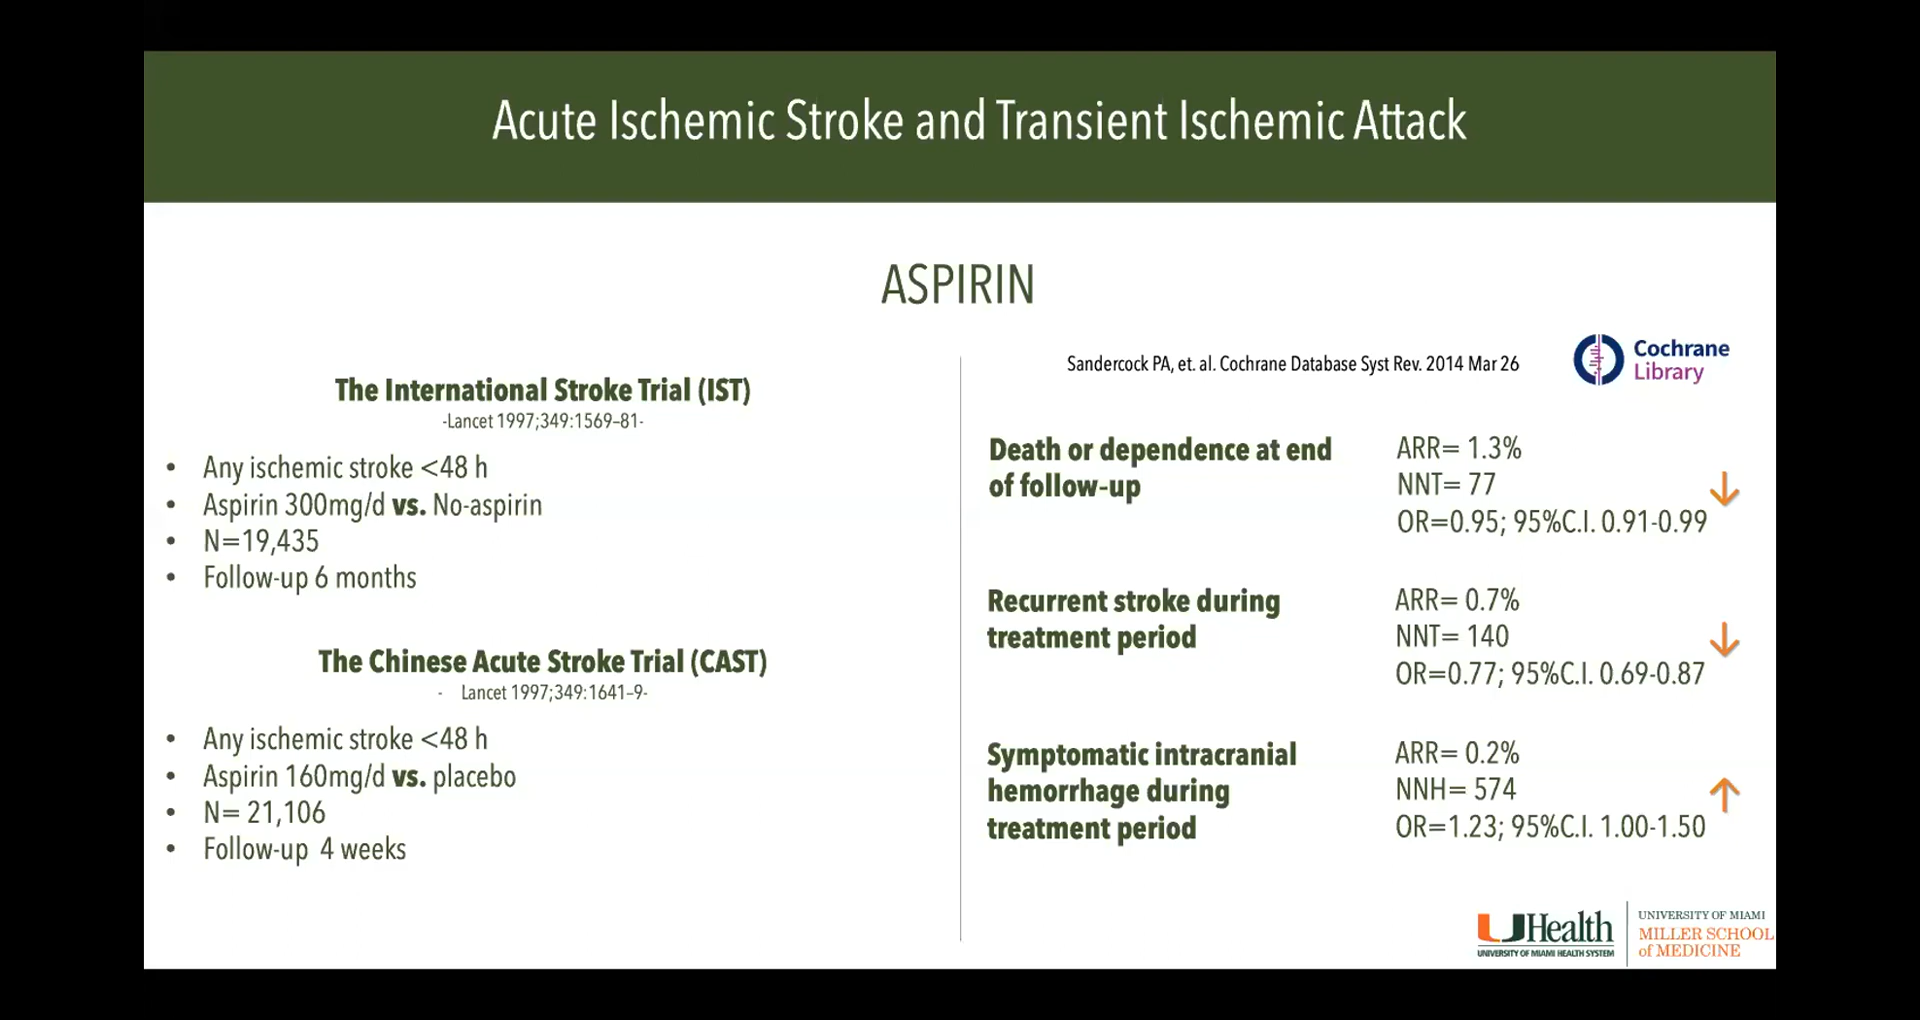 Acute Ischemic Stroke and Transient Ischemic Attack
ASPIRIN
The International Stroke Trial (IST)
-Lancet 1997;349:1569–81-
• Any ischemic stroke <48 h
• Aspirin 300mg/d vs. No-aspirin
• N=19,435
• Follow-up 6 months
The Chinese Acute Stroke Trial (CAST)
- Lancet 1997;349:1641–9-
• Any ischemic stroke <48 h
• Aspirin 160mg/d vs. placebo
• N= 21,106
• Follow-up 4 weeks
Sandercock PA, et. al. Cochrane Database Syst Rev. 2014 Mar 26
Cochrane
Library
Death or dependence at end
of follow-up
ARR= 1.3%
NNT= 77
OR=0.95; 95%C.I. 0.91-0.99
Recurrent stroke during
treatment period
ARR= 0.7%
NNT= 140
OR=0.77; 95%C.I. 0.69-0.87
Symptomatic intracranial
hemorrhage during
treatment period
ARR= 0.2%
NNH= 574
OR=1.23; 95%C.I. 1.00-1.50
UHealth
UNIVERSITY OF MIAMI HEALTH SYSTEM
UNIVERSITY OF MIAMI
MILLER SCHOOL
of MEDICINE